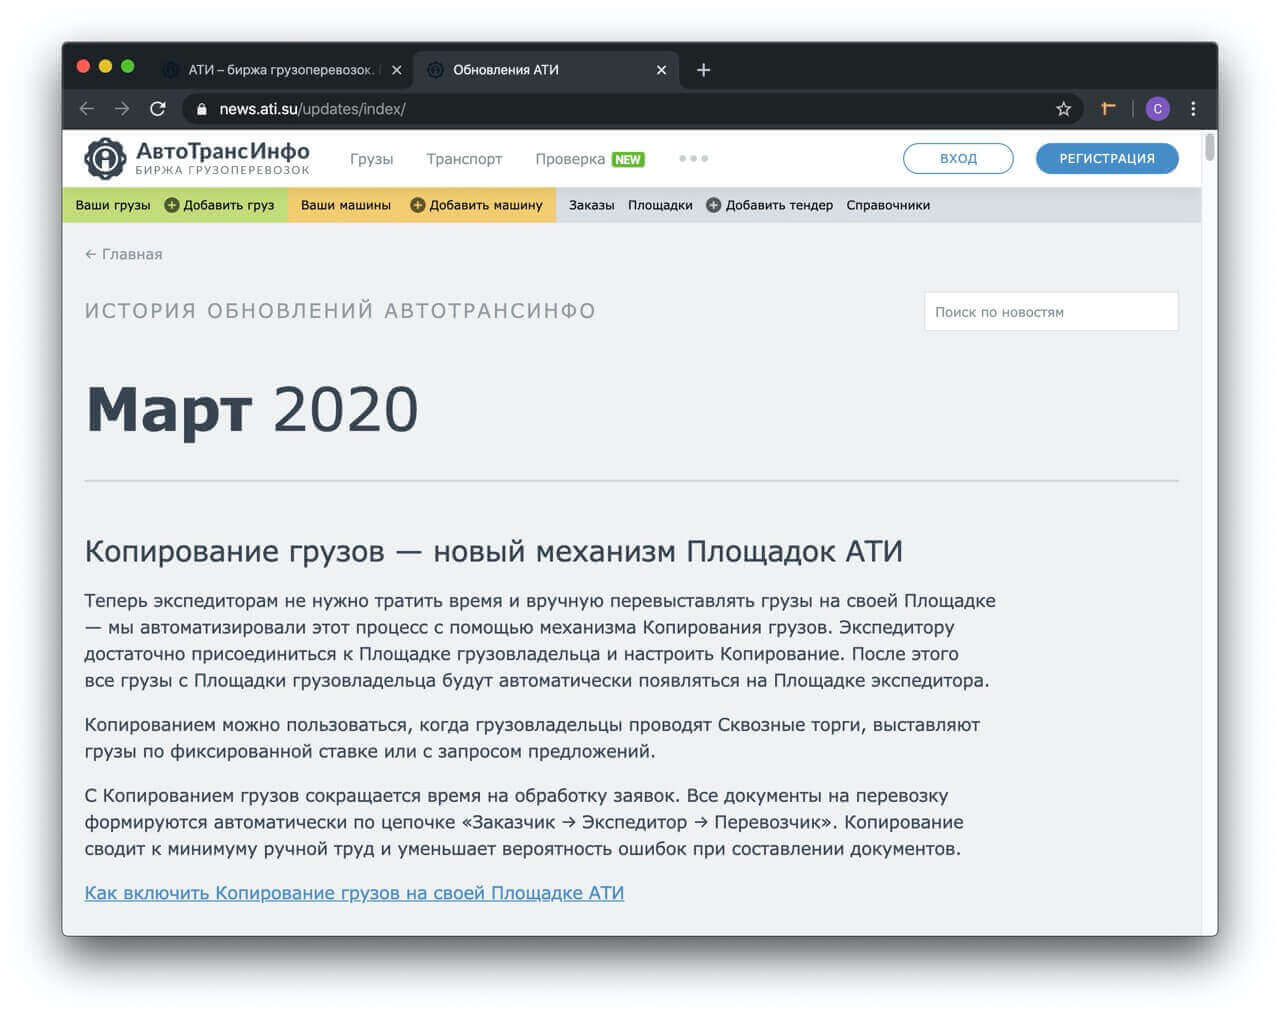 АТИ – биржа грузоперевозок.
Обновления АТИ
news.ati.su/updates/index/
C
АвтоТрансИнфо
БИРЖА ГРУЗОПЕРЕВОЗОК
Грузы
Транспорт
Проверка NEW
ВХОД
РЕГИСТРАЦИЯ
Ваши грузы
Добавить груз
Ваши машины
Добавить машину
Заказы
Площадки
Добавить тендер
Справочники
← Главная
ИСТОРИЯ ОБНОВЛЕНИЙ АВТОТРАНСИНФО
Поиск по новостям
Март 2020
Копирование грузов — новый механизм Площадок АТИ
Теперь экспедиторам не нужно тратить время и вручную перевыставлять грузы на своей Площадке
— мы автоматизировали этот процесс с помощью механизма Копирования грузов. Экспедитору
достаточно присоединиться к Площадке грузовладельца и настроить Копирование. После этого
все грузы с Площадки грузовладельца будут автоматически появляться на Площадке экспедитора.
Копированием можно пользоваться, когда грузовладельцы проводят Сквозные торги, выставляют
грузы по фиксированной ставке или с запросом предложений.
С Копированием грузов сокращается время на обработку заявок. Все документы на перевозку
формируются автоматически по цепочке «Заказчик → Экспедитор → Перевозчик». Копирование
сводит к минимуму ручной труд и уменьшает вероятность ошибок при составлении документов.
Как включить Копирование грузов на своей Площадке АТИ